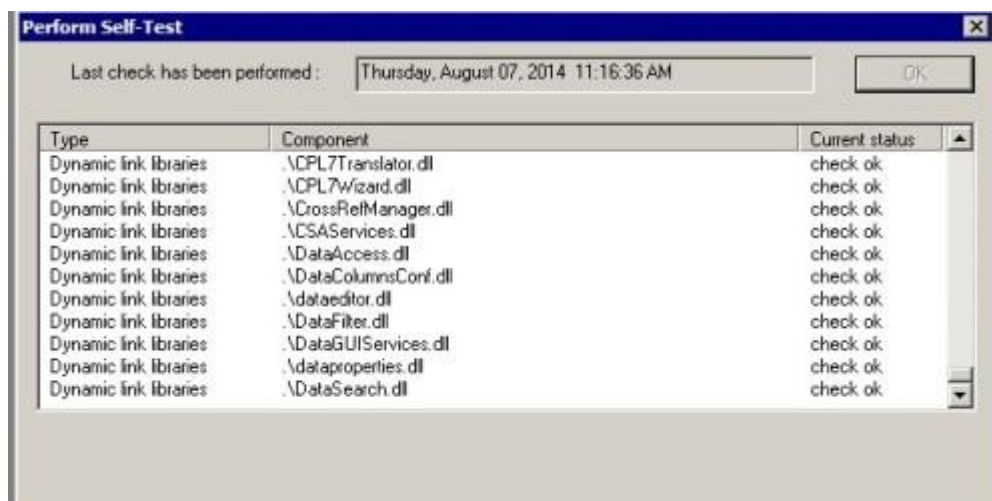 Perform Self-Test
Last check has been performed : Thursday, August 07, 2014 11:16:36 AM OK
Type Component Current status
Dynamic link libraries .\CPL7Translator.dll check ok
Dynamic link libraries .\CPL7Wizard.dll check ok
Dynamic link libraries .\CrossRefManager.dll check ok
Dynamic link libraries .\CSAServices.dll check ok
Dynamic link libraries .\DataAccess.dll check ok
Dynamic link libraries .\DataColumnsConf.dll check ok
Dynamic link libraries .\dataeditor.dll check ok
Dynamic link libraries .\DataFilter.dll check ok
Dynamic link libraries .\DataGUIServices.dll check ok
Dynamic link libraries .\dataproperties.dll check ok
Dynamic link libraries .\DataSearch.dll check ok